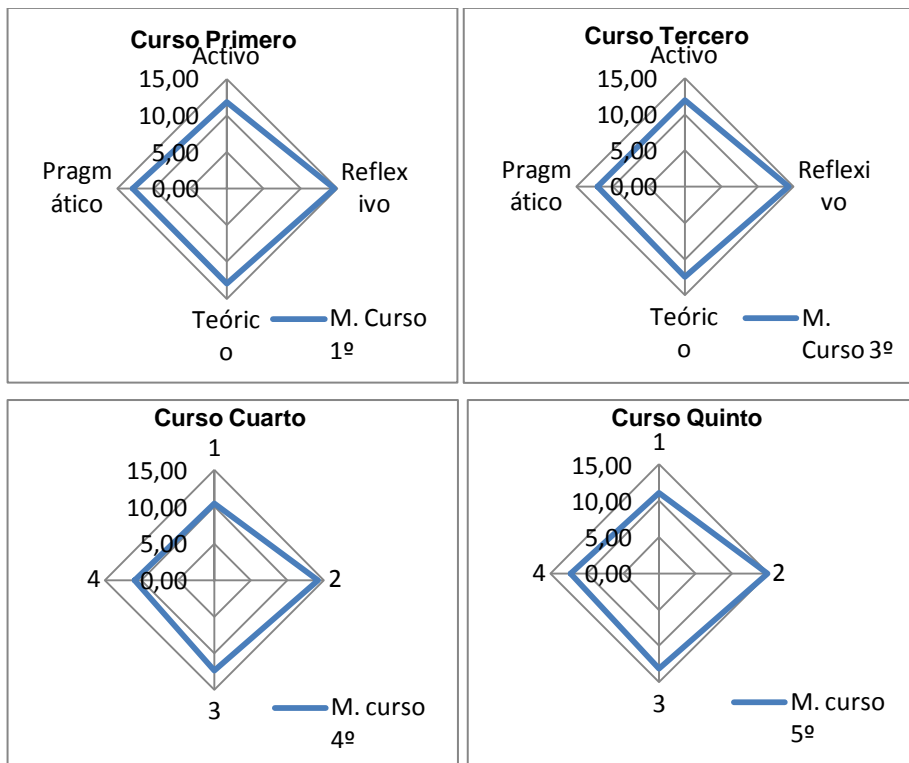 Curso Primero
Activo
15,00
10,00
5,00
0,00
Pragm
ático
Reflex
ivo
Teóric
o
M. Curso
1º
Curso Tercero
Activo
15,00
10,00
5,00
0,00
Pragm
ático
Reflexi
vo
Teóric
o
M.
Curso 3º
Curso Cuarto
1
15,00
10,00
5,00
0,00
4
2
3
M. curso
4º
Curso Quinto
1
15,00
10,00
5,00
0,00
4
2
3
M. curso
5º